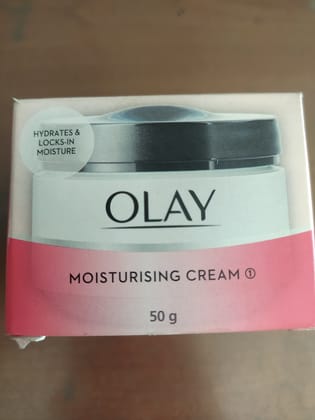 HYDRATES &
LOCKS-IN
MOISTURE
OLAY
MOISTURISING CREAM ①
50 g